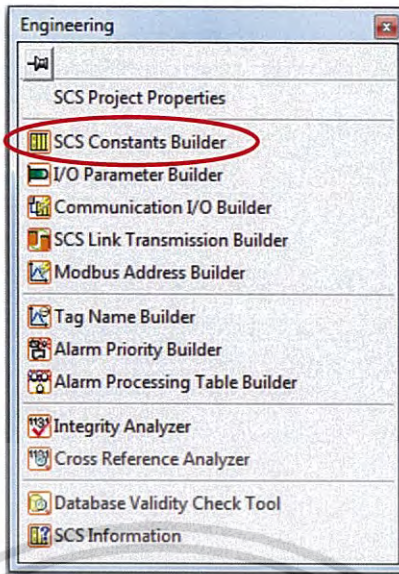 Engineering
SCS Project Properties
SCS Constants Builder
I/O Parameter Builder
Communication I/O Builder
SCS Link Transmission Builder
Modbus Address Builder
Tag Name Builder
Alarm Priority Builder
Alarm Processing Table Builder
Integrity Analyzer
Cross Reference Analyzer
Database Validity Check Tool
SCS Information